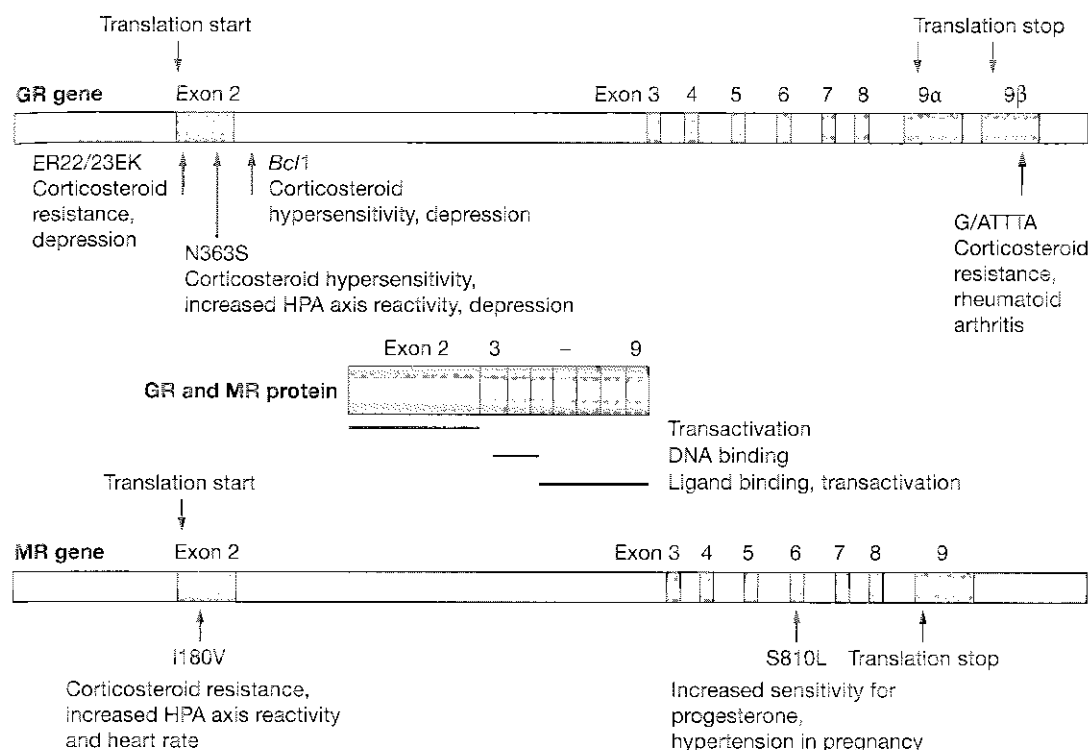 Translation start
Translation stop
GR gene
Exon 2
Exon 3 4 5 6 7 8 9α 9β
ER22/23EK
Corticosteroid
resistance,
depression
Bcl1
Corticosteroid
hypersensitivity, depression
N363S
Corticosteroid hypersensitivity,
increased HPA axis reactivity, depression
G/ATTTA
Corticosteroid
resistance,
rheumatoid
arthritis
Exon 2 3 – 9
GR and MR protein
Transactivation
DNA binding
Ligand binding, transactivation
Translation start
MR gene
Exon 2
Exon 3 4 5 6 7 8 9
I180V
Corticosteroid resistance,
increased HPA axis reactivity
and heart rate
S810L
Translation stop
Increased sensitivity for
progesterone,
hypertension in pregnancy